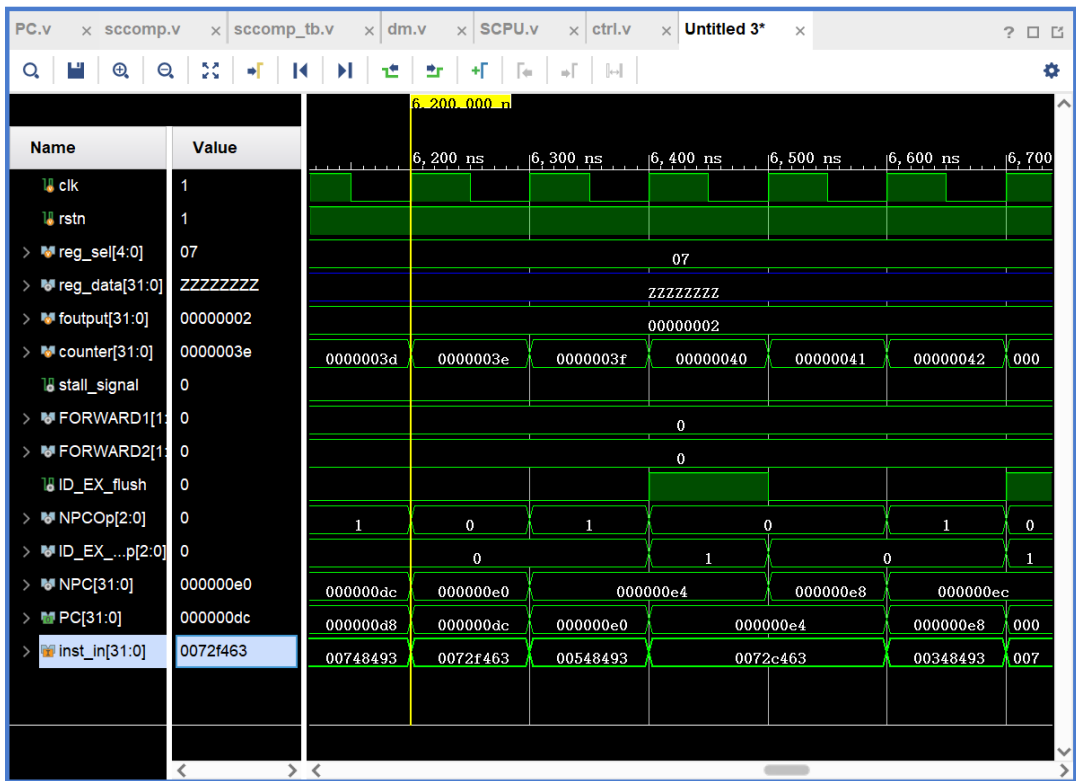 PC.v × sccomp.v × sccomp_tb.v × dm.v × SCPU.v × ctrl.v × Untitled 3* × ?
6,200,000 n
Name Value 6,200 ns 6,300 ns 6,400 ns 6,500 ns 6,600 ns 6,700
clk 1
rstn 1
reg_sel[4:0] 07 07
reg_data[31:0] ZZZZZZZZ ZZZZZZZZ
foutput[31:0] 00000002 00000002
counter[31:0] 0000003e 0000003d 0000003e 0000003f 00000040 00000041 00000042 000
stall_signal 0
FORWARD1[1: 0 0
FORWARD2[1: 0 0
ID_EX_flush 0
NPCOp[2:0] 0 1 0 1 0 1 0
ID_EX_...p[2:0] 0 0 1 0 1
NPC[31:0] 000000e0 000000dc 000000e0 000000e4 000000e8 000000ec
PC[31:0] 000000dc 000000d8 000000dc 000000e0 000000e4 000000e8 000
inst_in[31:0] 0072f463 00748493 0072f463 00548493 0072c463 00348493 007